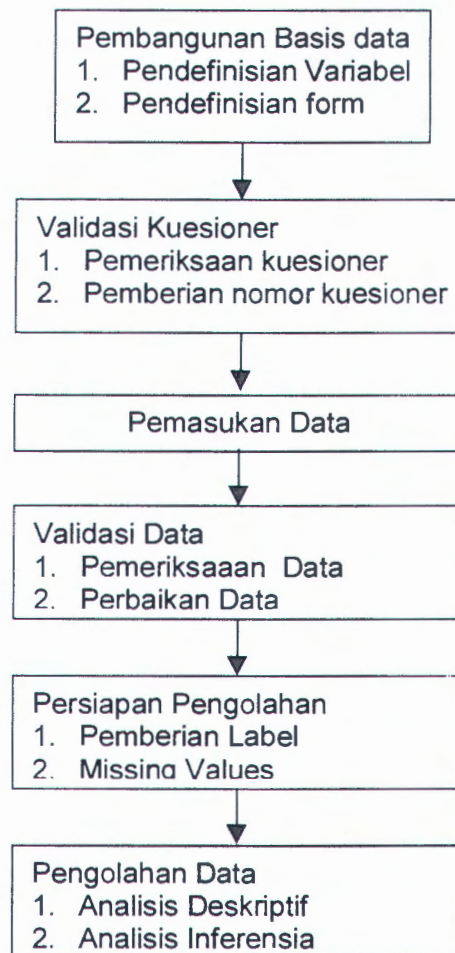 Pembangunan Basis data
1. Pendefinisian Variabel
2. Pendefinisian form
Validasi Kuesioner
1. Pemeriksaan kuesioner
2. Pemberian nomor kuesioner
Pemasukan Data
Validasi Data
1. Pemeriksaaan Data
2. Perbaikan Data
Persiapan Pengolahan
1. Pemberian Label
2. Missing Values
Pengolahan Data
1. Analisis Deskriptif
2. Analisis Inferensia